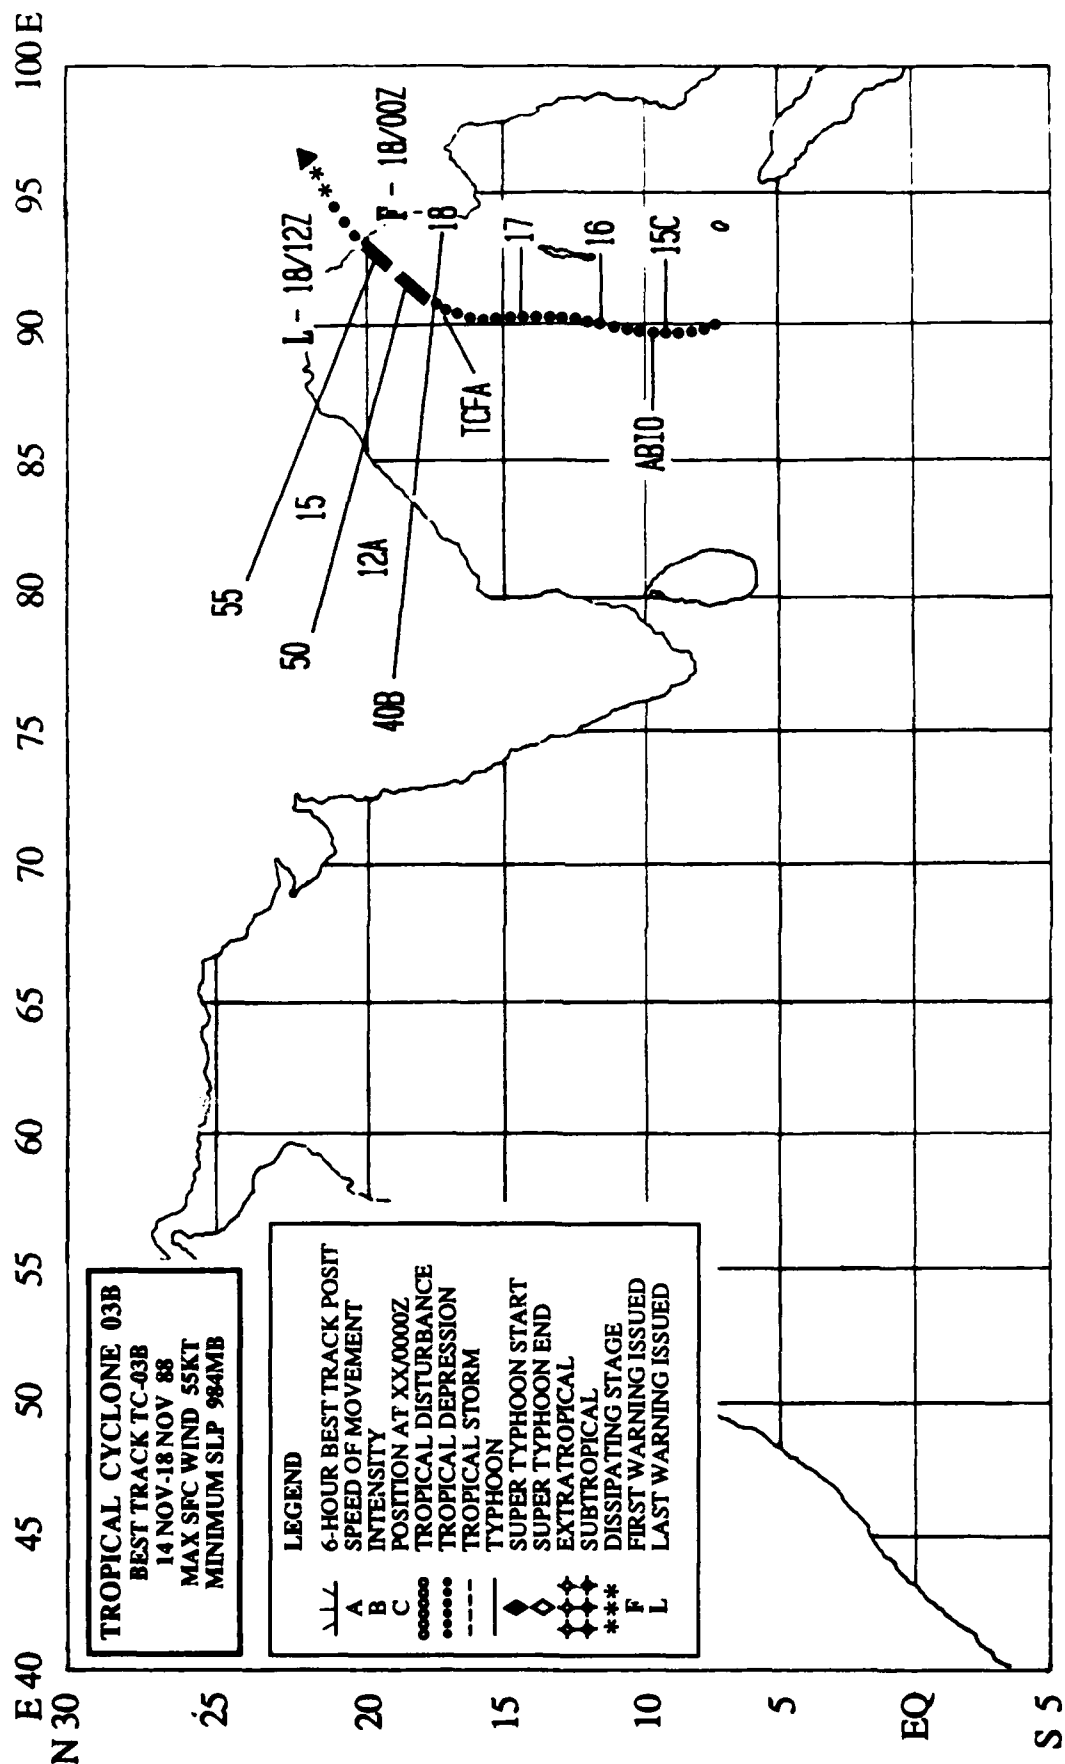 TROPICAL CYCLONE 03B
BEST TRACK TC-03B
14 NOV-18 NOV 88
MAX SFC WIND 55KT
MINIMUM SLP 984MB
LEGEND
6-HOUR BEST TRACK POSIT
A SPEED OF MOVEMENT
B INTENSITY
C POSITION AT XX/0000Z
TROPICAL DISTURBANCE
TROPICAL DEPRESSION
TROPICAL STORM
TYPHOON
SUPER TYPHOON START
SUPER TYPHOON END
EXTRATROPICAL
SUBTROPICAL
*** DISSIPATING STAGE
F FIRST WARNING ISSUED
L LAST WARNING ISSUED
55
15
50
12A
40B
L - 18/12Z
F - 18/00Z
18
TCFA
17
16
15C
ABIO
E 40
45
50
55
60
65
70
75
80
85
90
95
100 E
N 30
25
20
15
10
5
EQ
S 5